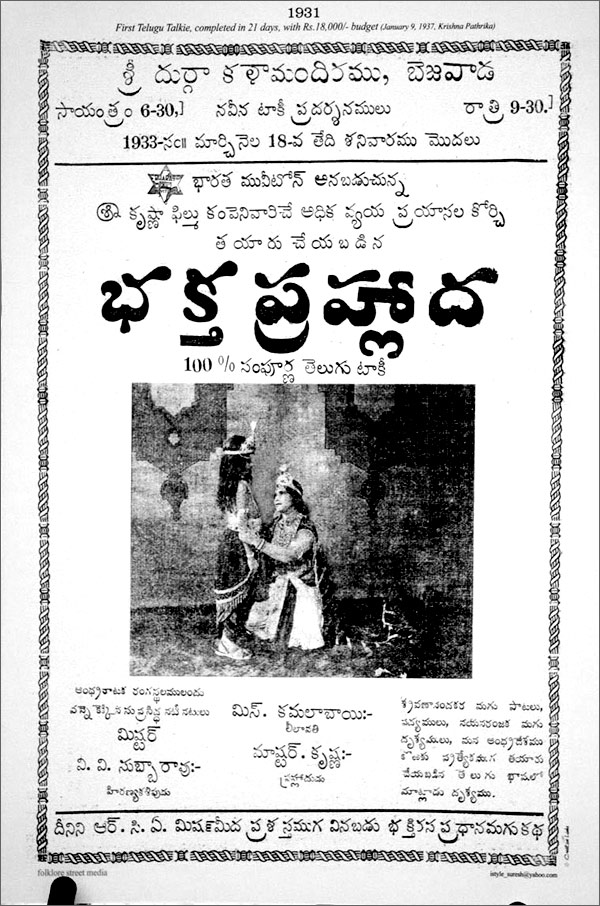 1931
First Telugu Talkie, completed in 21 days, with Rs.18,000/- budget (January 9, 1937, Krishna Pathrika)
శ్రీ దుర్గా కళామందిరము, బెజవాడ
సాయంత్రం 6-30,] నవీన టాకీ ప్రదర్శనములు రాత్రి 9-30.]
1933-సం॥ మార్చినెల 18-వ తేది శనివారము మొదలు
భారత మువీటోన్ అనబడుచున్న
శ్రీ కృష్ణా ఫిల్ము కంపెనివారిచే అధిక వ్యయ ప్రయాసల కోర్చి
తయారు చేయబడిన
భక్త ప్రహ్లాద
100 % సంపూర్ణ తెలుగు టాకీ
ఆంధ్రనాటక రంగస్థలములందు
నటీనటులు
మిష్టర్
వి. వి. సుబ్బారావు:-
హిరణ్యకశిపుడు
మిస్. కమలాబాయి:-
లీలావతి
మాష్టర్. కృష్ణ:-
ప్రహ్లాదుడు
శ్రవణానందకర మగు పాటలు,
పద్యములు, నయనరంజక మగు
దృశ్యములు, మన ఆంధ్రదేశము
కొఱకు ప్రత్యేకముగ తయారు
చేయబడిన తెలుగు భాషలో
మాట్లాడు దృశ్యము.
దీనిని ఆర్. సి. ఏ. మిషన్‌మీద ప్రశస్తముగ వినబడు భక్తిరస ప్రధానమగు కథ
folklore street media
istyle_suresh@yahoo.com